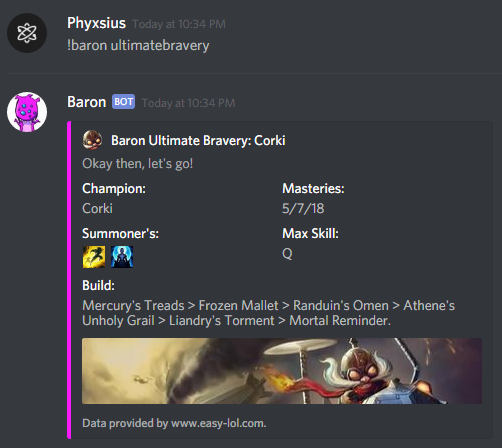 Phyxsius Today at 10:34 PM
!baron ultimatebravery
Baron BOT Today at 10:34 PM
Baron Ultimate Bravery: Corki
Okay then, let's go!
Champion: Masteries:
Corki 5/7/18
Summoner's: Max Skill:
Q
Build:
Mercury's Treads > Frozen Mallet > Randuin's Omen > Athene's
Unholy Grail > Liandry's Torment > Mortal Reminder.
Data provided by www.easy-lol.com.